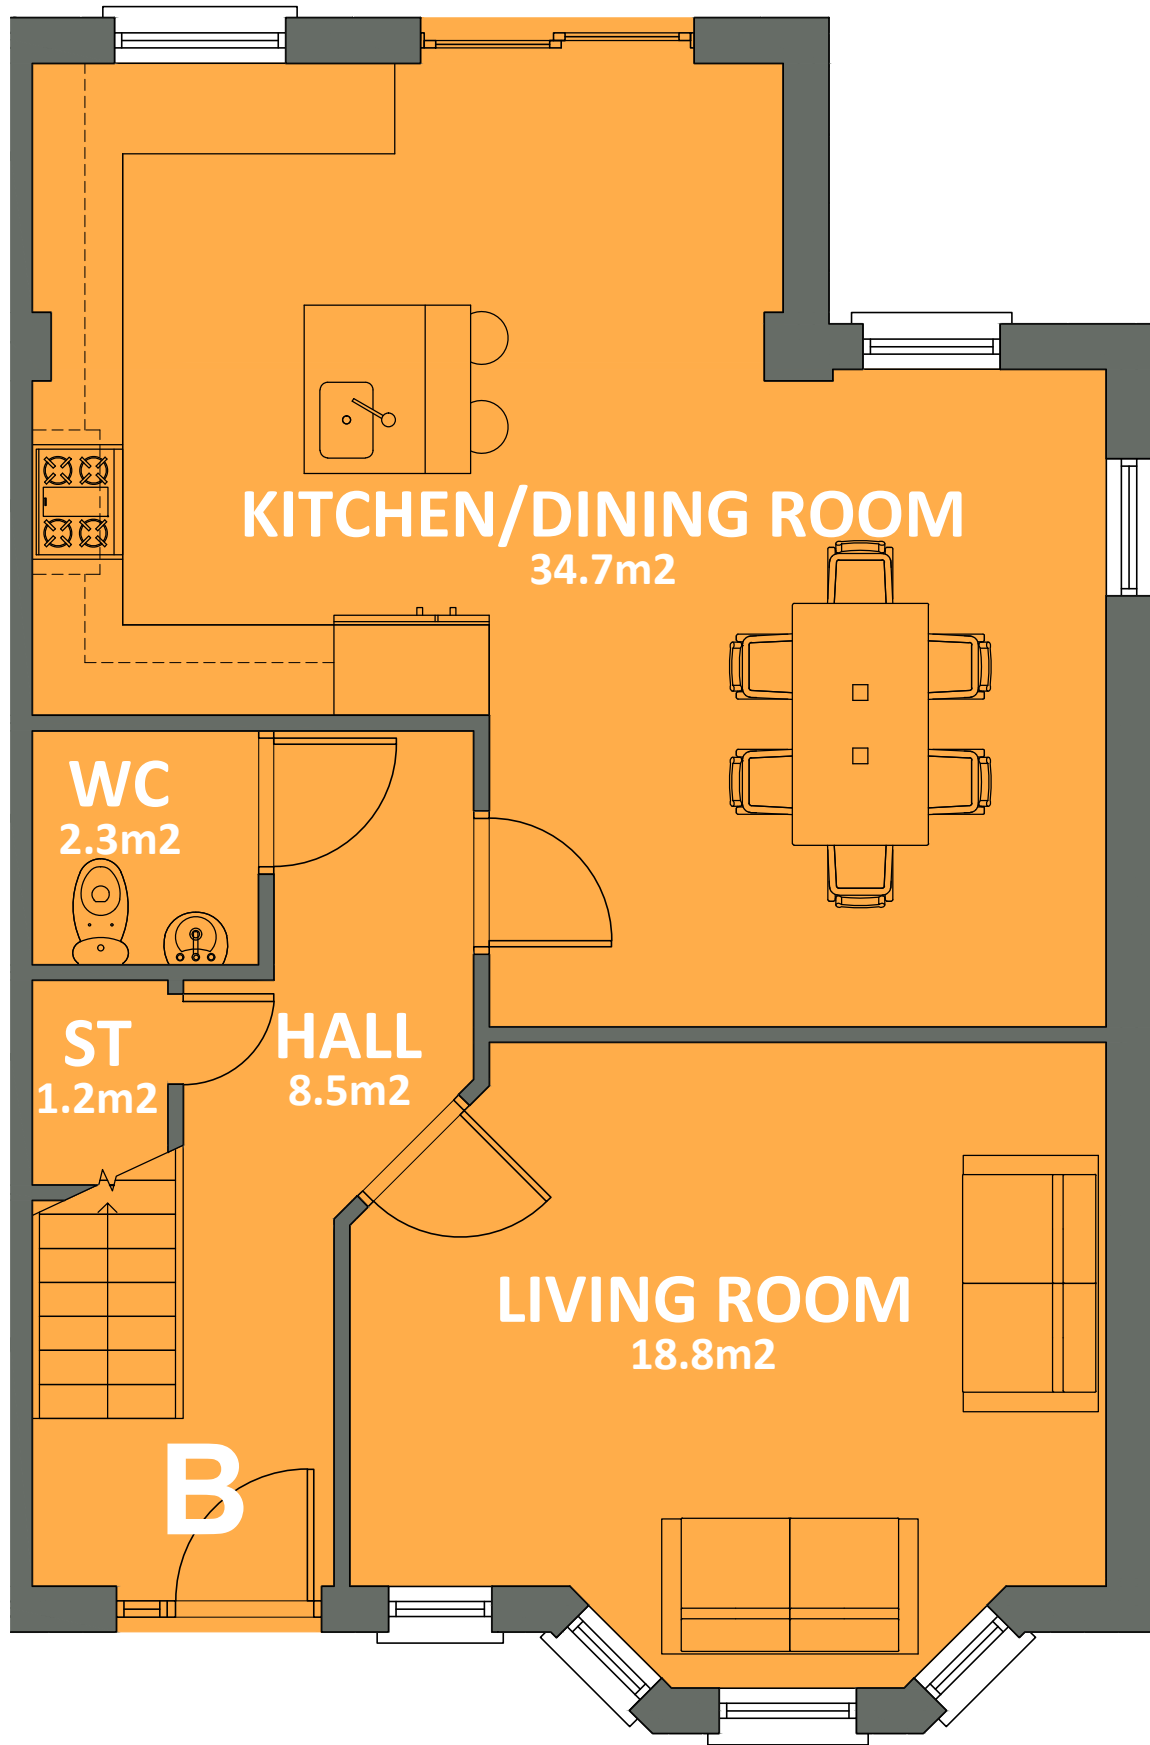 KITCHEN/DINING ROOM
34.7m2
WC
2.3m2
ST
1.2m2
HALL
8.5m2
LIVING ROOM
18.8m2
B